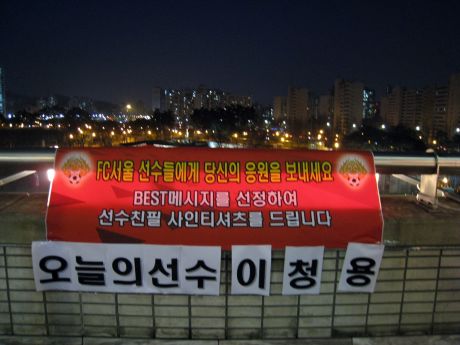 FC서울 선수들에게 당신의 응원을 보내세요
BEST메시지를 선정하여
선수친필 사인티셔츠를 드립니다
오늘의선수이청용